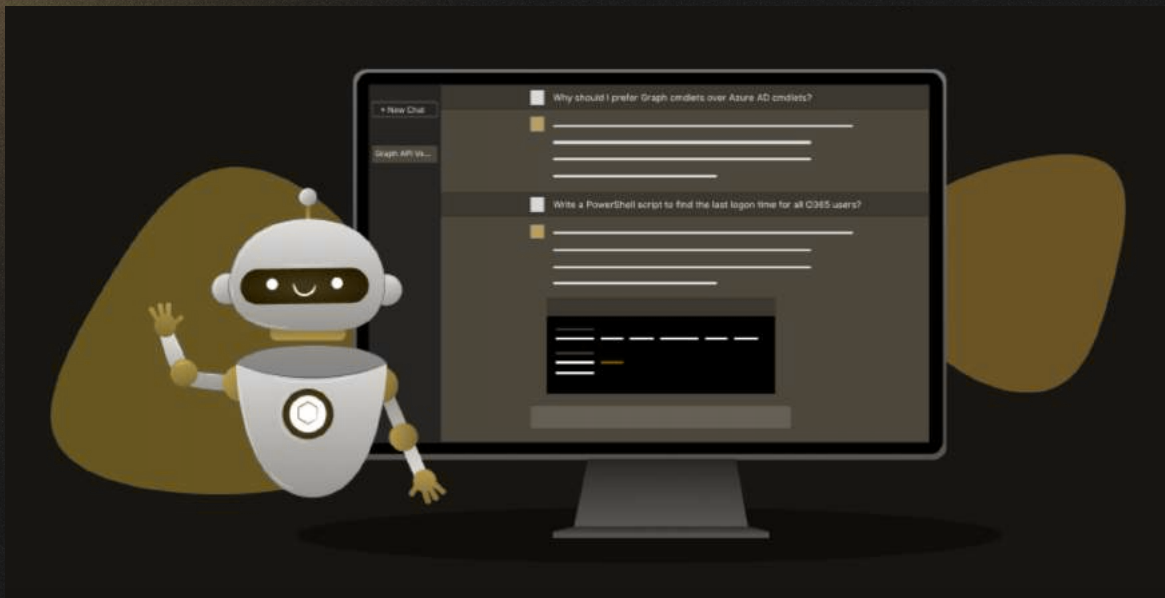 + New Chat
Graph API Vs...
Why should I prefer Graph cmdlets over Azure AD cmdlets?
Write a PowerShell script to find the last logon time for all O365 users?